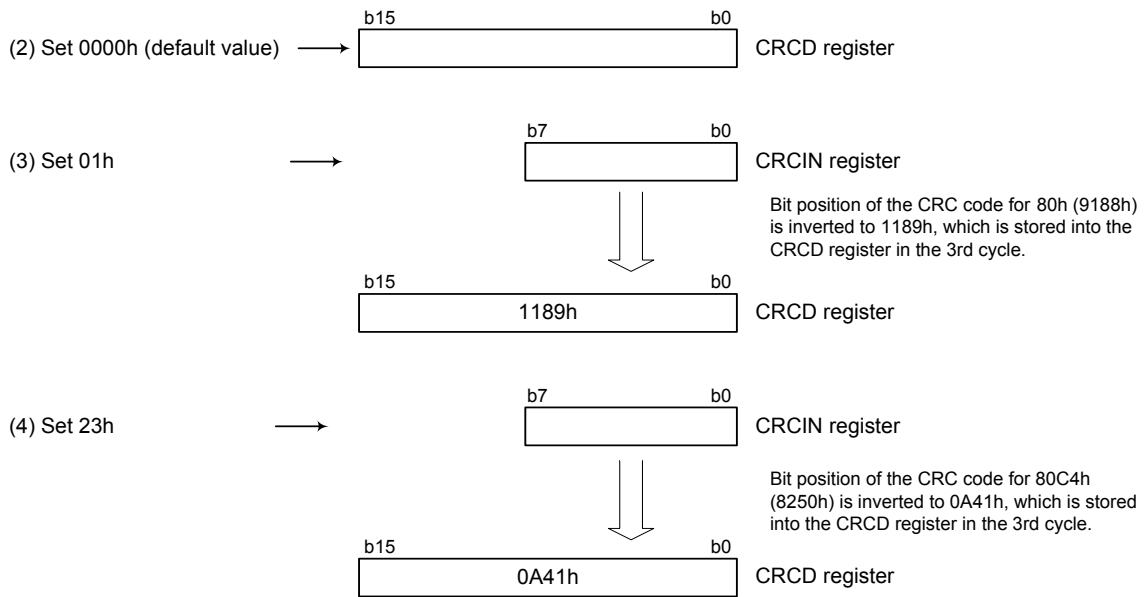 b15 b0
(2) Set 0000h (default value) CRCD register
b7 b0
(3) Set 01h CRCIN register
Bit position of the CRC code for 80h (9188h)
is inverted to 1189h, which is stored into the
CRCD register in the 3rd cycle.
b15 b0
1189h CRCD register
b7 b0
(4) Set 23h CRCIN register
Bit position of the CRC code for 80C4h
(8250h) is inverted to 0A41h, which is stored
into the CRCD register in the 3rd cycle.
b15 b0
0A41h CRCD register